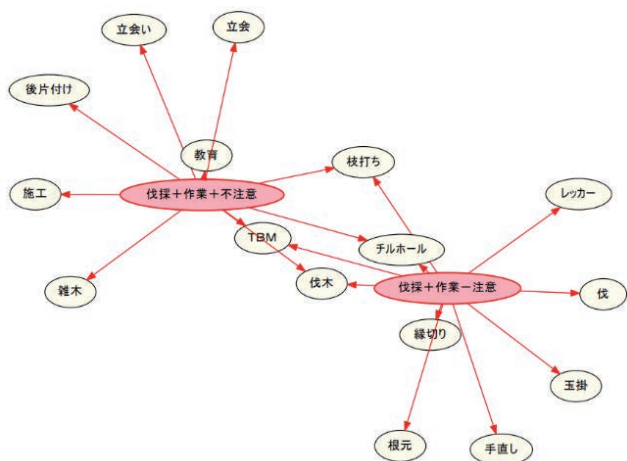 立会い
立会
後片付け
教育
枝打ち
施工
伐採＋作業＋不注意
レッカー
TBM
チルホール
雑木
伐木
伐採＋作業－注意
伐
縁切り
玉掛
根元
手直し